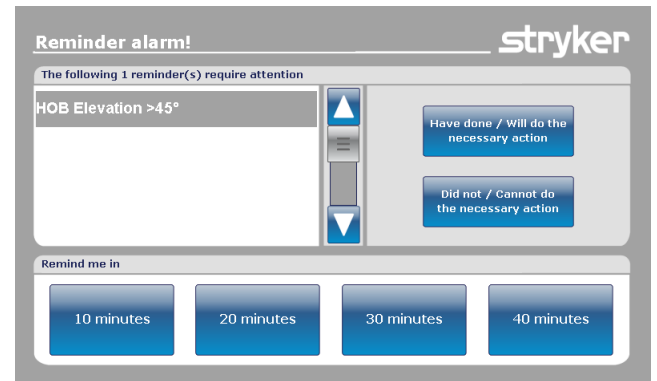 Reminder alarm!
stryker
The following 1 reminder(s) require attention
HOB Elevation >45°
Have done / Will do the
necessary action
Did not / Cannot do
the necessary action
Remind me in
10 minutes
20 minutes
30 minutes
40 minutes